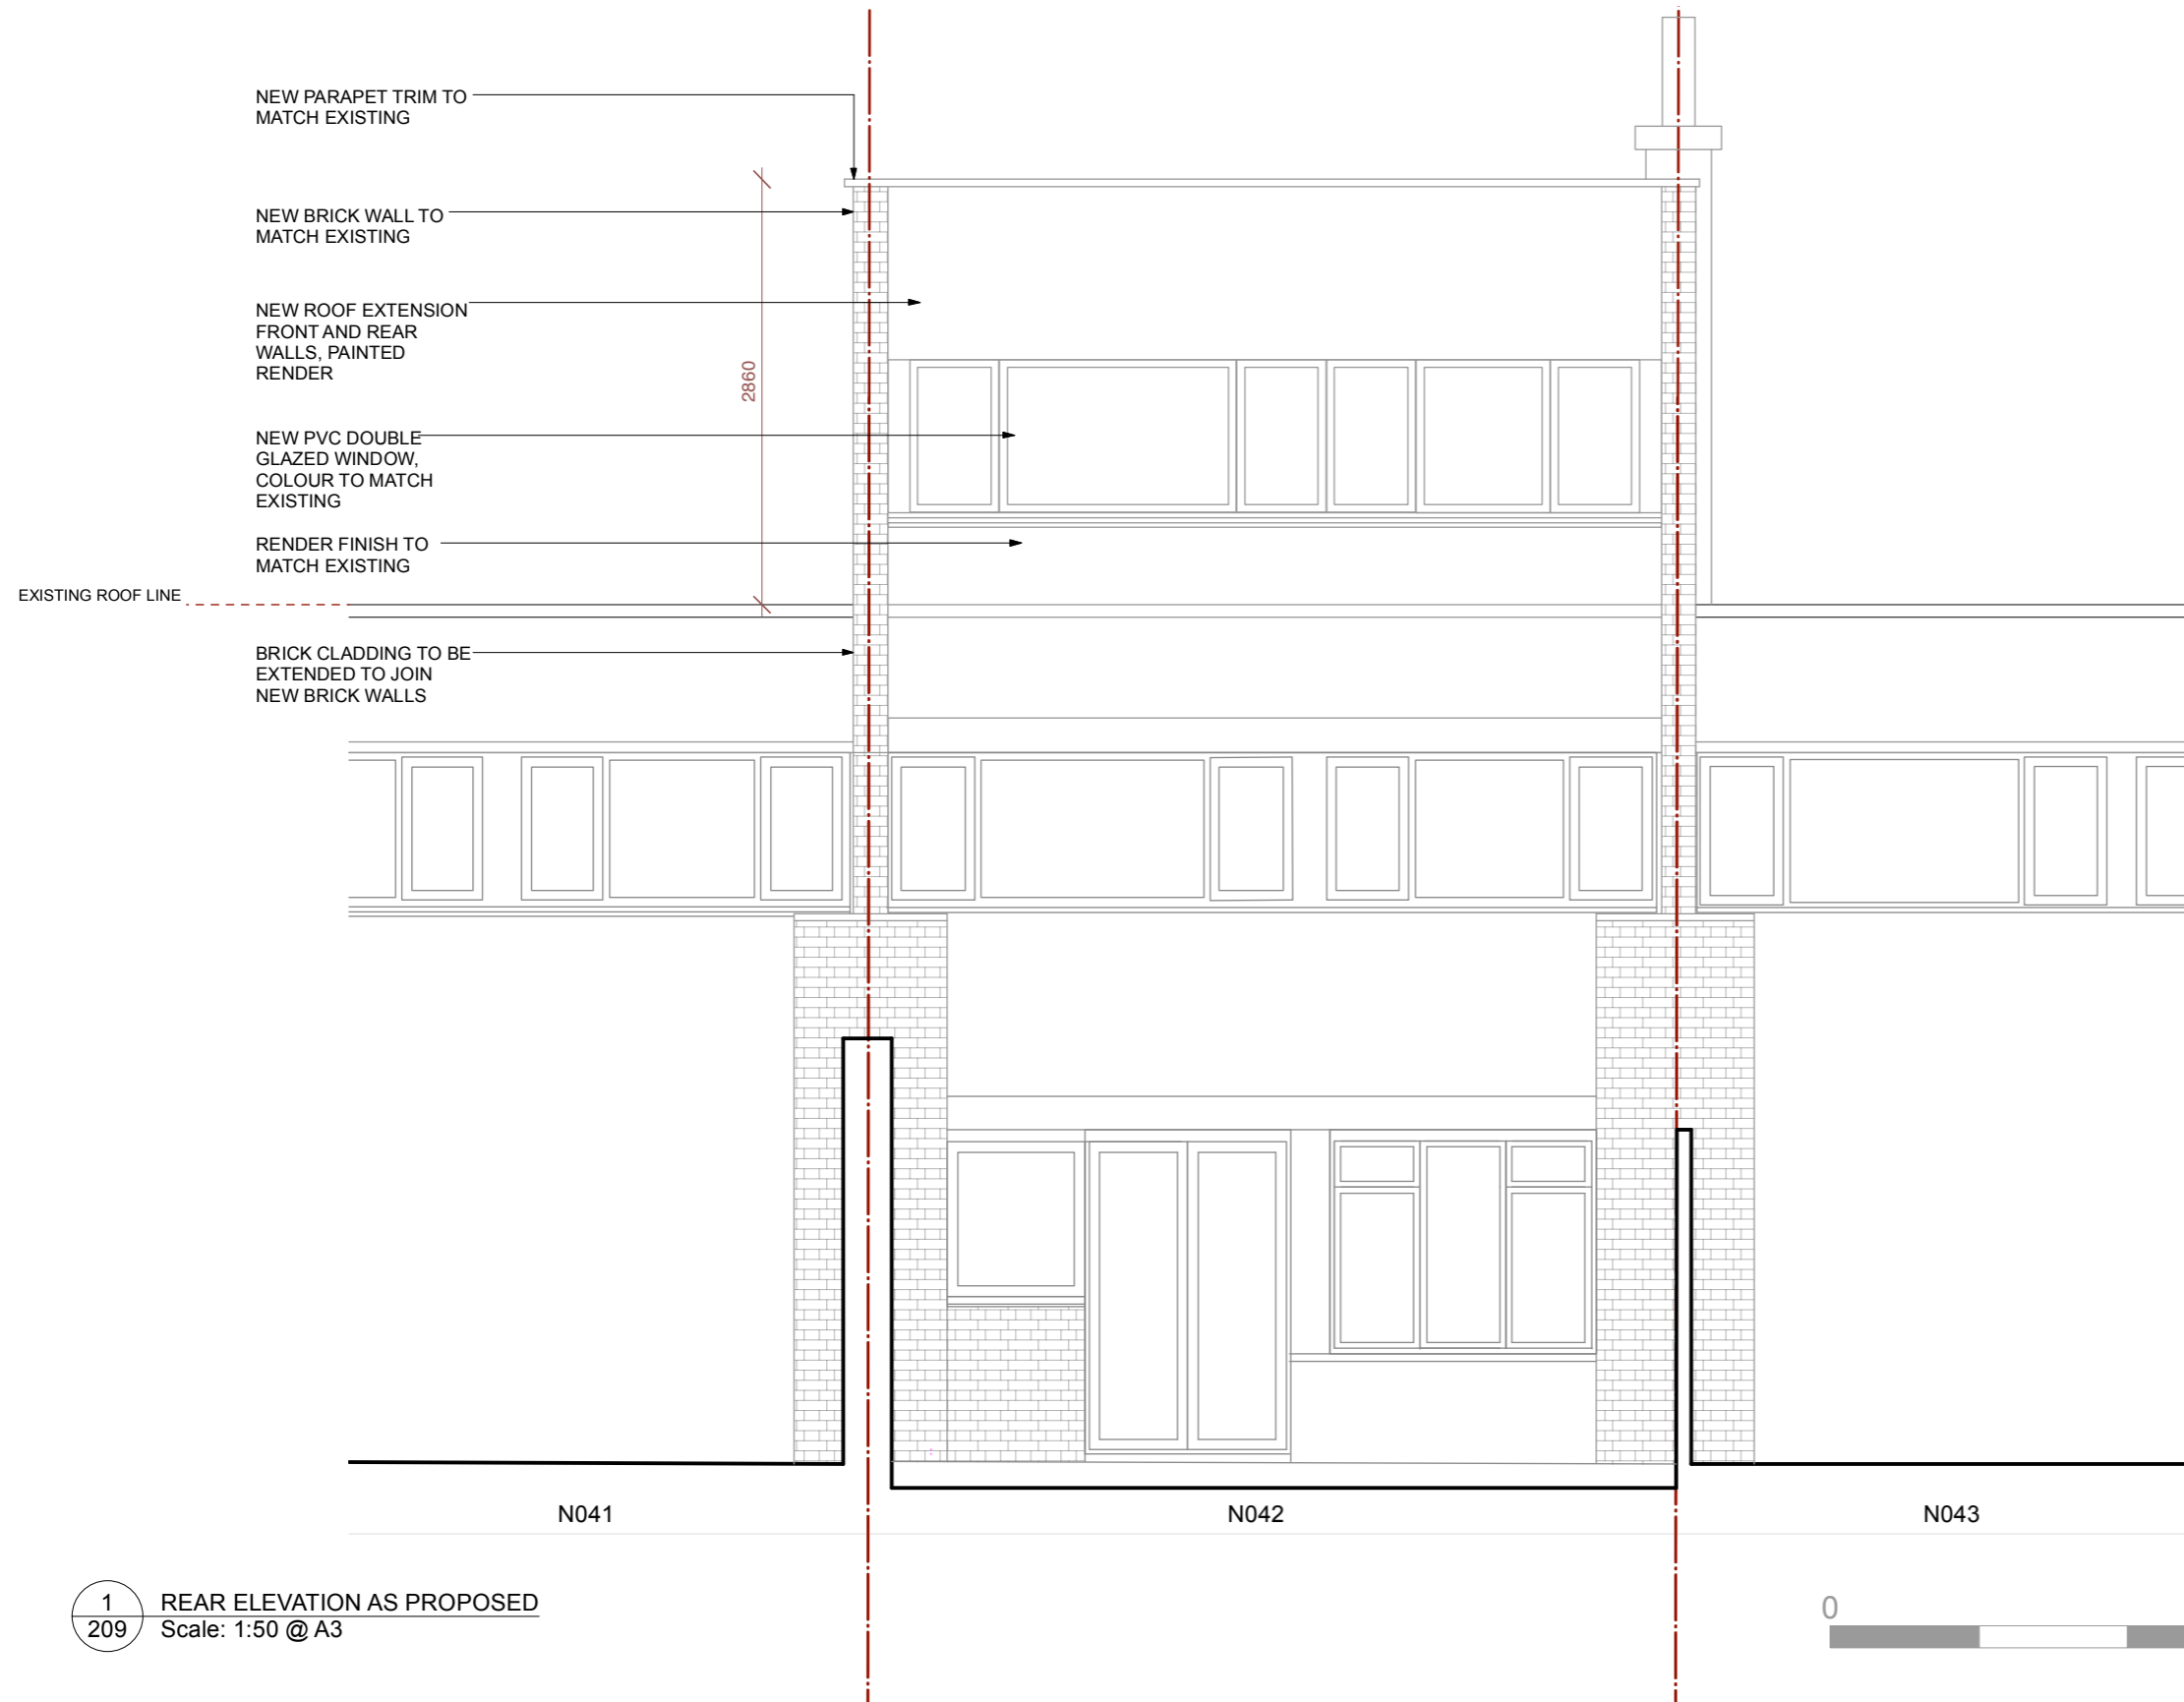 NEW PARAPET TRIM TO
MATCH EXISTING
NEW BRICK WALL TO
MATCH EXISTING
NEW ROOF EXTENSION
FRONT AND REAR
WALLS, PAINTED
RENDER
2860
NEW PVC DOUBLE
GLAZED WINDOW,
COLOUR TO MATCH
EXISTING
RENDER FINISH TO
MATCH EXISTING
EXISTING ROOF LINE
BRICK CLADDING TO BE
EXTENDED TO JOIN
NEW BRICK WALLS
N041
N042
N043
1
209
REAR ELEVATION AS PROPOSED
Scale: 1:50 @ A3
0